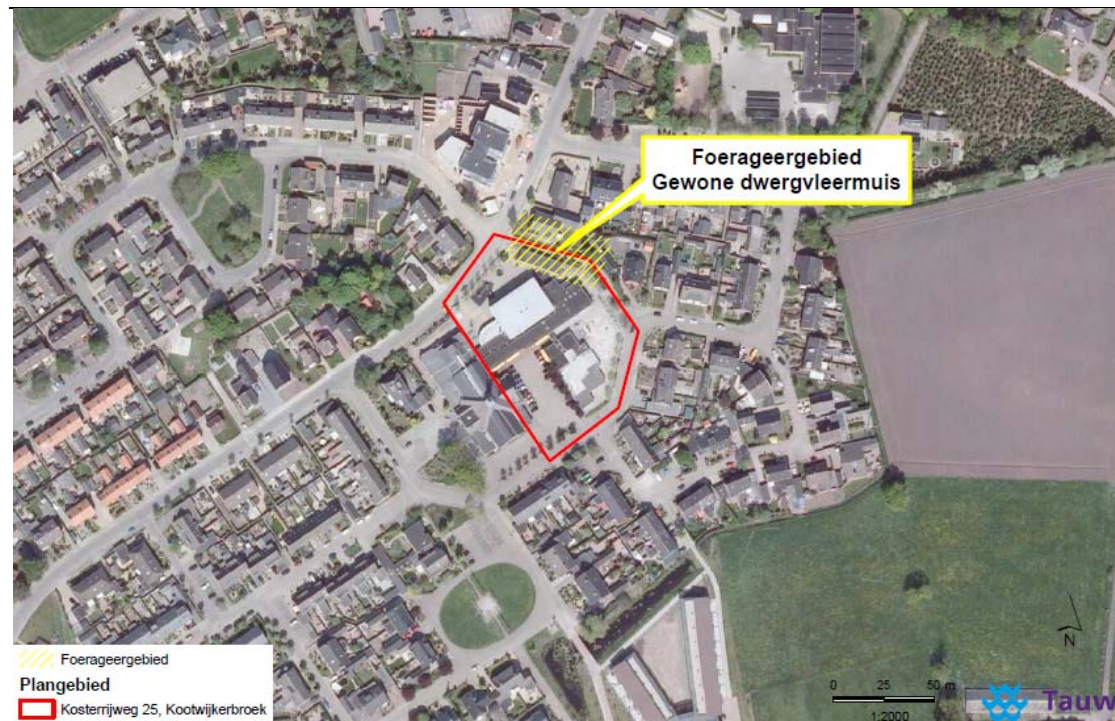 Foerageergebied
Gewone dwergvleermuis
Foerageergebied
Plangebied
Kosterrijweg 25, Kootwijkerbroek
N
0 25 50 m
1:2000
Tauw